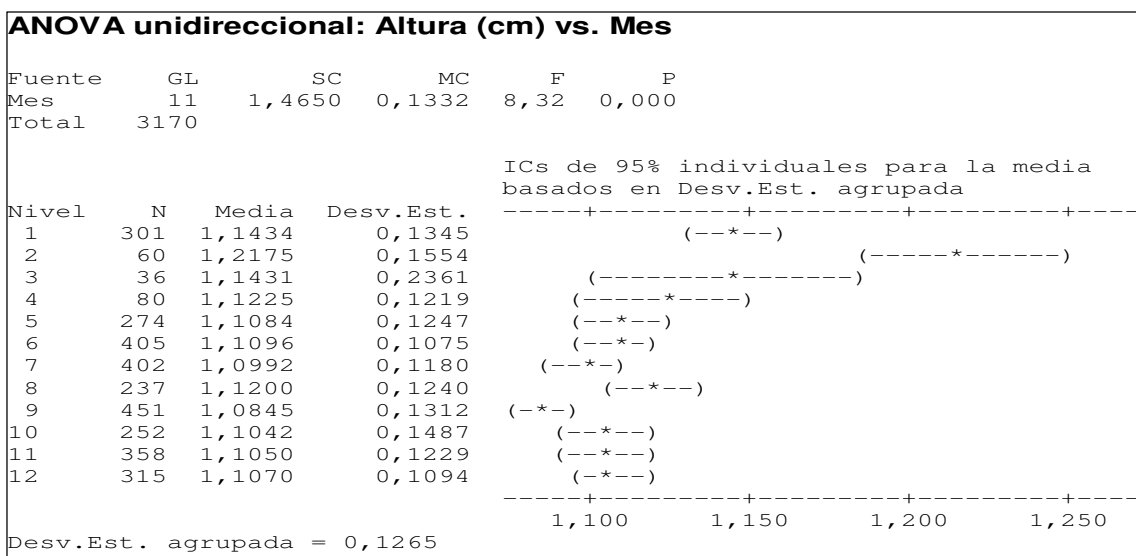 ANOVA unidireccional: Altura (cm) vs. Mes
Fuente GL SC MC F P
Mes 11 1,4650 0,1332 8,32 0,000
Total 3170
ICs de 95% individuales para la media
basados en Desv.Est. agrupada
Nivel N Media Desv.Est. -----+---------+---------+---------+----
1 301 1,1434 0,1345 (--*--)
2 60 1,2175 0,1554 (-----*------)
3 36 1,1431 0,2361 (--------*-------)
4 80 1,1225 0,1219 (-----*----)
5 274 1,1084 0,1247 (--*--)
6 405 1,1096 0,1075 (--*-)
7 402 1,0992 0,1180 (--*-)
8 237 1,1200 0,1240 (--*--)
9 451 1,0845 0,1312 (-*-)
10 252 1,1042 0,1487 (--*--)
11 358 1,1050 0,1229 (--*--)
12 315 1,1070 0,1094 (-*--)
-----+---------+---------+---------+----
1,100 1,150 1,200 1,250
Desv.Est. agrupada = 0,1265